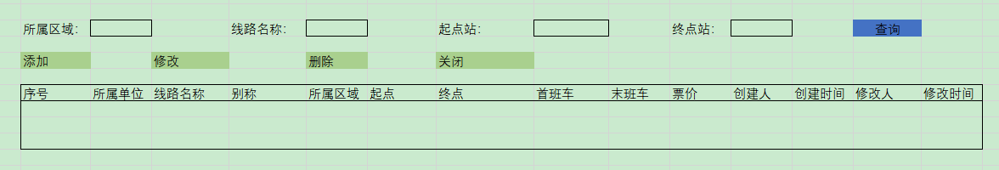 所属区域： 线路名称： 起点站： 终点站： 查询
添加 修改 删除 关闭
序号 所属单位 线路名称 别称 所属区域 起点 终点 首班车 末班车 票价 创建人 创建时间 修改人 修改时间